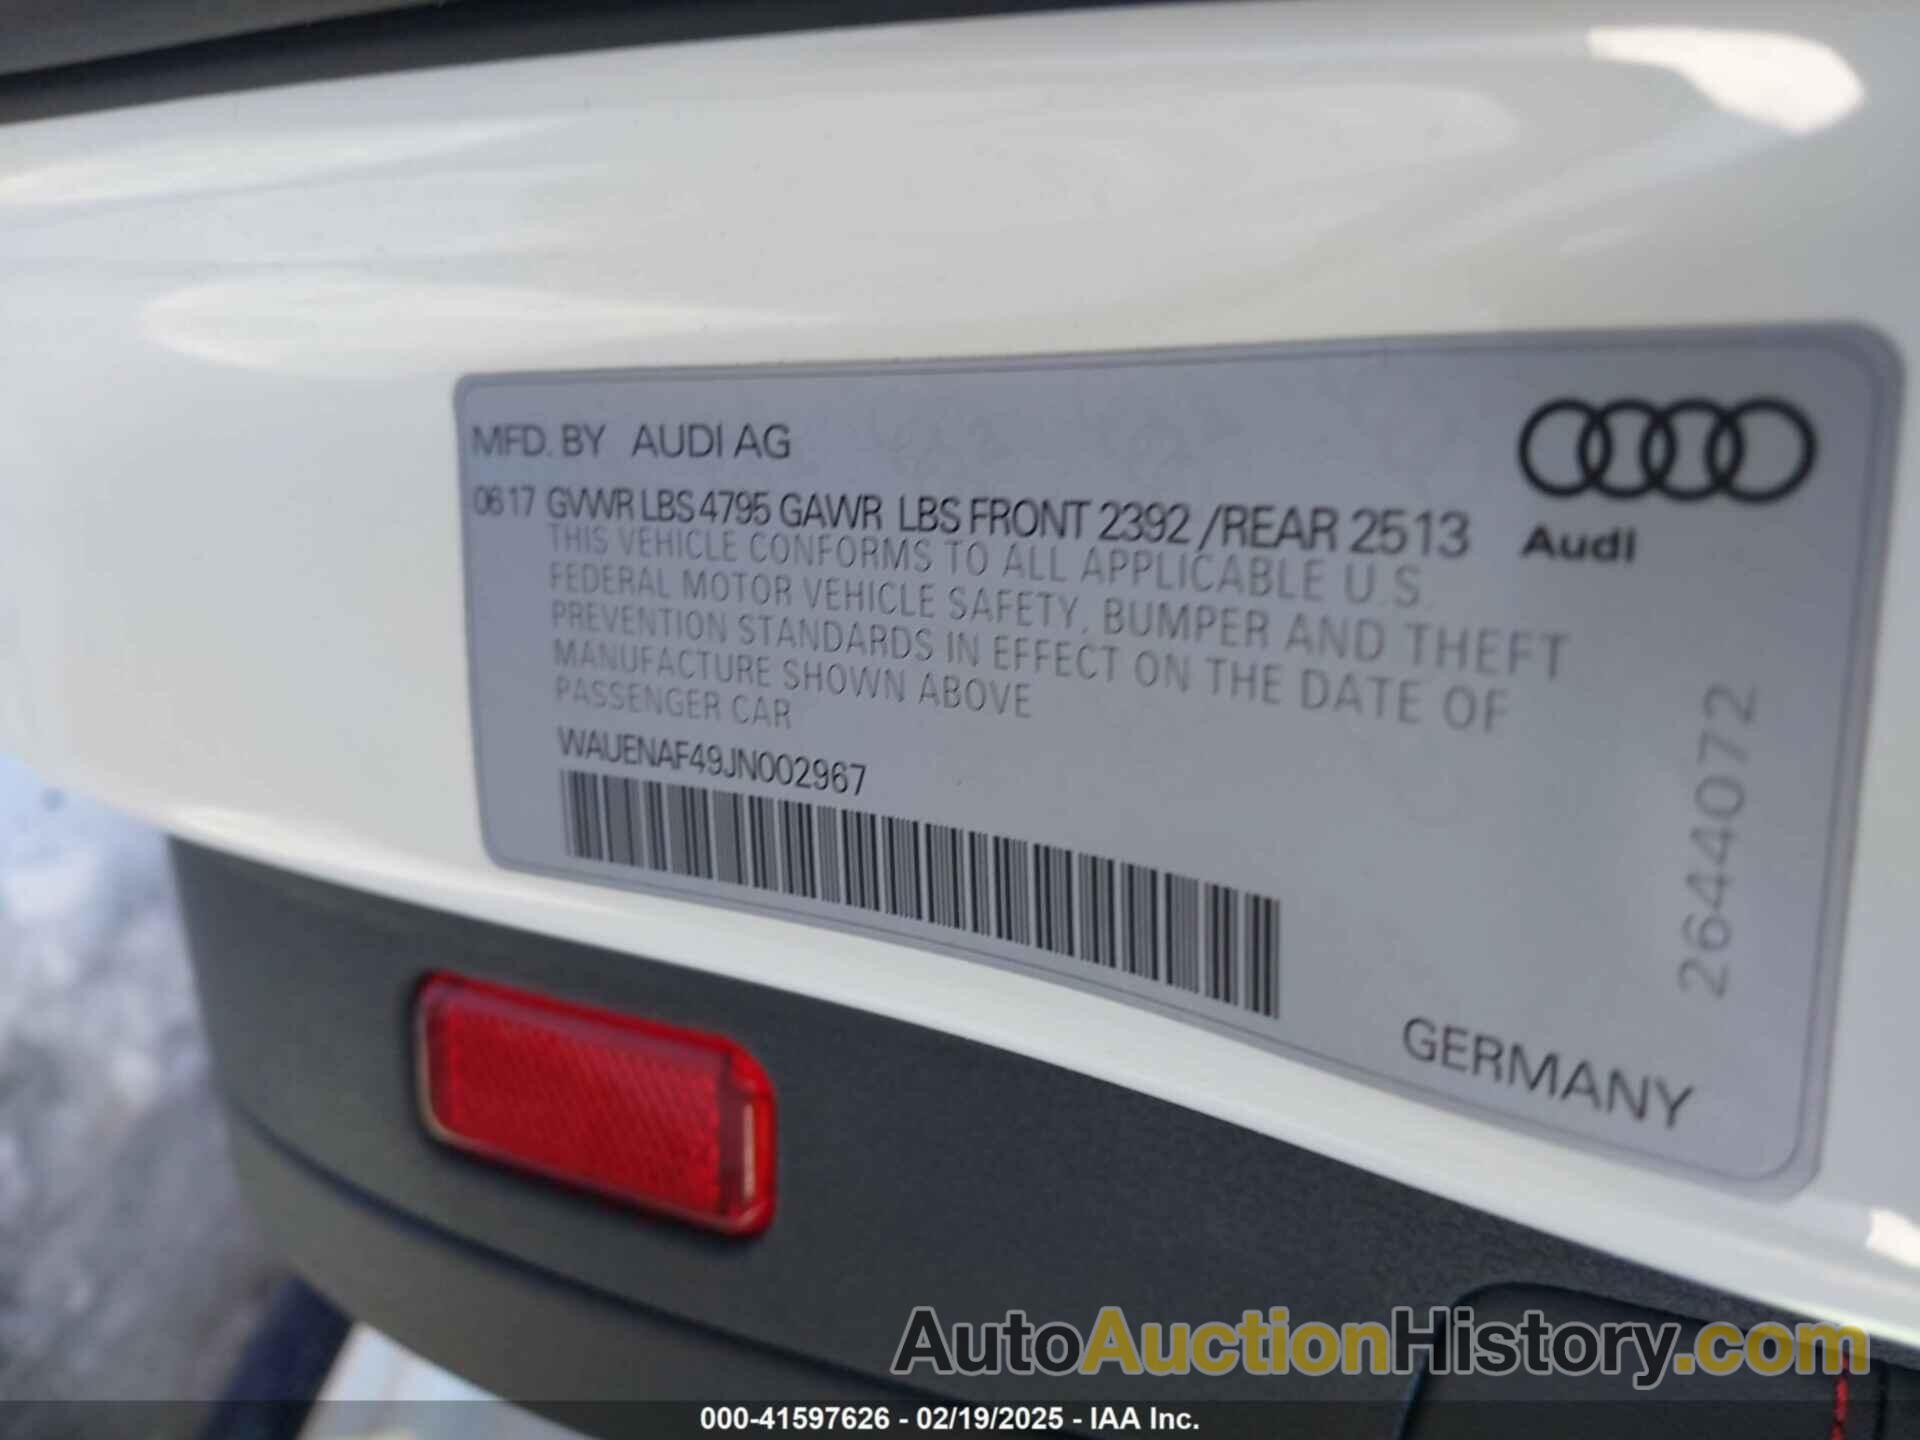 MFD. BY AUDI AG
0617 GVWR LBS 4795 GAWR LBS FRONT 2392 /REAR 2513
THIS VEHICLE CONFORMS TO ALL APPLICABLE U.S.
FEDERAL MOTOR VEHICLE SAFETY, BUMPER AND THEFT
PREVENTION STANDARDS IN EFFECT ON THE DATE OF
MANUFACTURE SHOWN ABOVE
PASSENGER CAR
WAUENAF49JN002967
Audi
2644072
GERMANY
AutoAuctionHistory.com
000-41597626 - 02/19/2025 - IAA Inc.